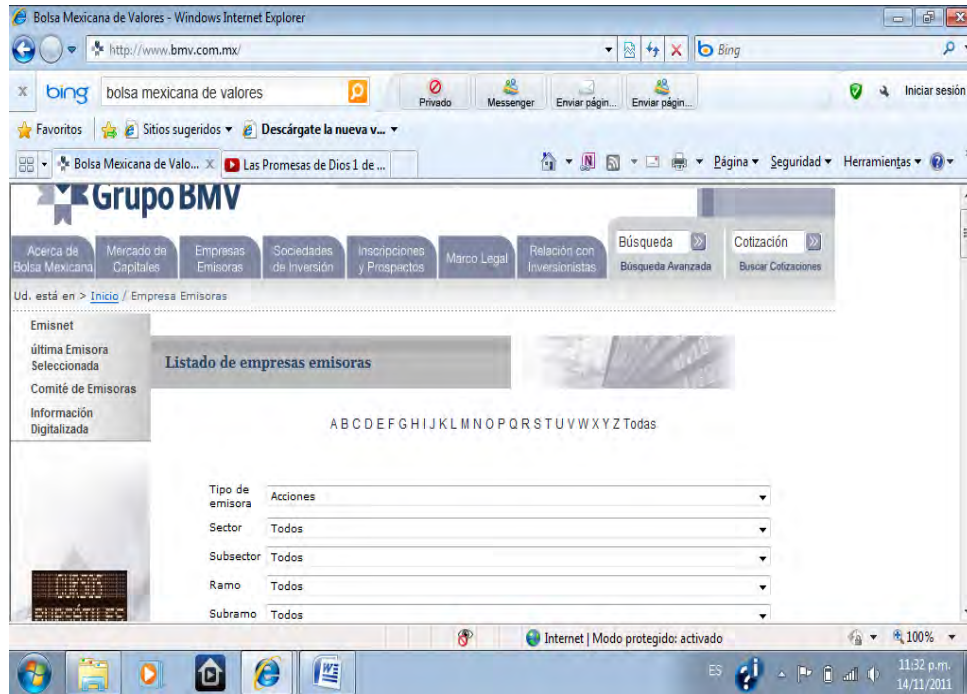 Bolsa Mexicana de Valores - Windows Internet Explorer
http://www.bmv.com.mx/
Bing
x bing bolsa mexicana de valores
Privado Messenger Enviar págin... Enviar págin...
Iniciar sesión
Favoritos Sitios sugeridos Descárgate la nueva v...
Bolsa Mexicana de Valo... X Las Promesas de Dios 1 de ...
Página Seguridad Herramientas
Grupo BMV
Acerca de Bolsa Mexicana
Mercado de Capitales
Empresas Emisoras
Sociedades de Inversión
Inscripciones y Prospectos
Marco Legal
Relación con Inversionistas
Búsqueda
Búsqueda Avanzada
Cotización
Buscar Cotizaciones
Ud. está en > Inicio / Empresa Emisoras
Emisnet
última Emisora
Seleccionada
Comité de Emisoras
Información
Digitalizada
Listado de empresas emisoras
A B C D E F G H I J K L M N O P Q R S T U V W X Y Z Todas
Tipo de emisora Acciones
Sector Todos
Subsector Todos
Ramo Todos
Subramo Todos
Internet | Modo protegido: activado
100%
ES
11:32 p.m.
14/11/2011